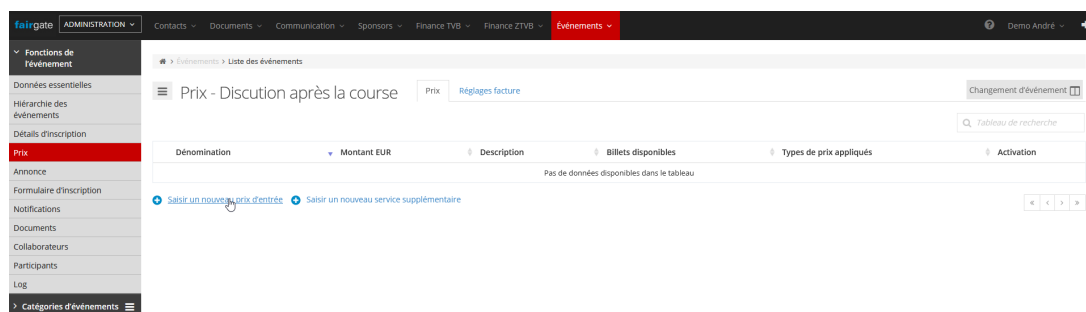 fairgate ADMINISTRATION Contacts Documents Communication Sponsors Finance TVB Finance ZTVB Événements Demo André
Fonctions de
l'événement
Événements > Liste des événements
Données essentielles
Prix - Discution après la course Prix Réglages facture Changement d'événement
Hiérarchie des
événements
Tableau de recherche
Détails d'inscription
Prix
Dénomination Montant EUR Description Billets disponibles Types de prix appliqués Activation
Annonce
Pas de données disponibles dans le tableau
Formulaire d'inscription
Saisir un nouveau prix d'entrée Saisir un nouveau service supplémentaire
Notifications
Documents
Collaborateurs
Participants
Log
> Catégories d'événements